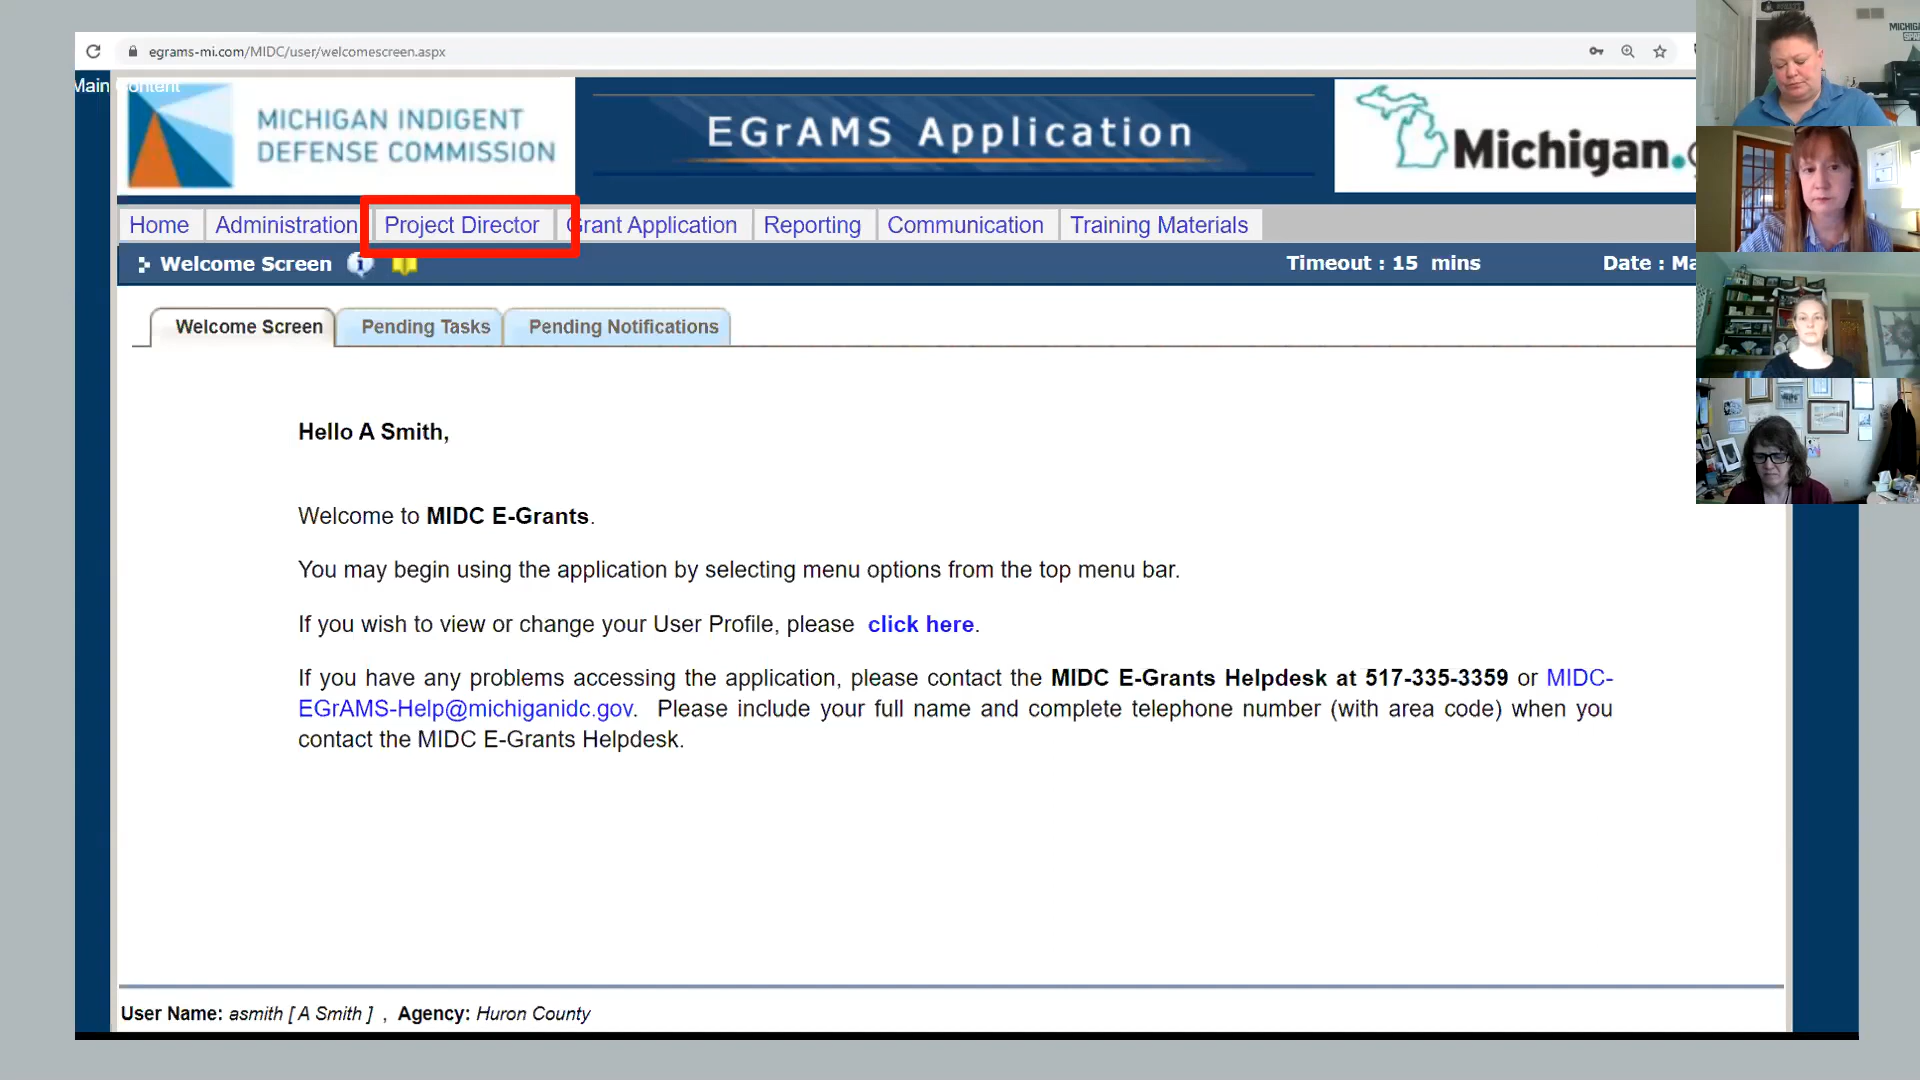 egrams-mi.com/MIDC/user/welcomescreen.aspx
Main Content
MICHIGAN INDIGENT
DEFENSE COMMISSION
EGrAMS Application
Michigan.
Home Administration Project Director Grant Application Reporting Communication Training Materials
Welcome Screen Timeout : 15 mins Date : Ma
Welcome Screen Pending Tasks Pending Notifications
Hello A Smith,
Welcome to MIDC E-Grants.
You may begin using the application by selecting menu options from the top menu bar.
If you wish to view or change your User Profile, please click here.
If you have any problems accessing the application, please contact the MIDC E-Grants Helpdesk at 517-335-3359 or MIDC-
EGrAMS-Help@michiganidc.gov. Please include your full name and complete telephone number (with area code) when you
contact the MIDC E-Grants Helpdesk.
User Name: asmith [ A Smith ] , Agency: Huron County